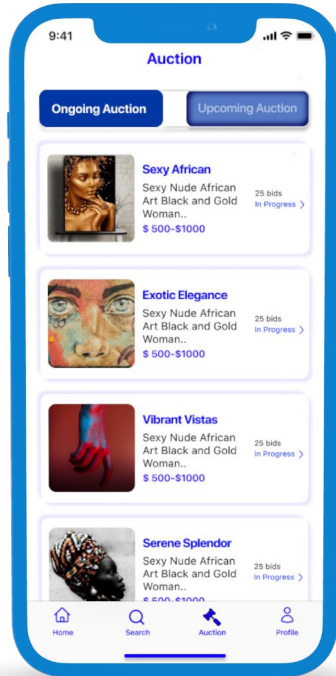 9:41
Auction
Ongoing Auction
Upcoming Auction
Sexy African
Sexy Nude African
Art Black and Gold
Woman..
$ 500-$1000
25 bids
In Progress
Exotic Elegance
Sexy Nude African
Art Black and Gold
Woman..
$ 500-$1000
25 bids
In Progress
Vibrant Vistas
Sexy Nude African
Art Black and Gold
Woman..
$ 500-$1000
25 bids
In Progress
Serene Splendor
Sexy Nude African
Art Black and Gold
Woman..
$ 500-$1000
25 bids
In Progress
Home
Search
Auction
Profile